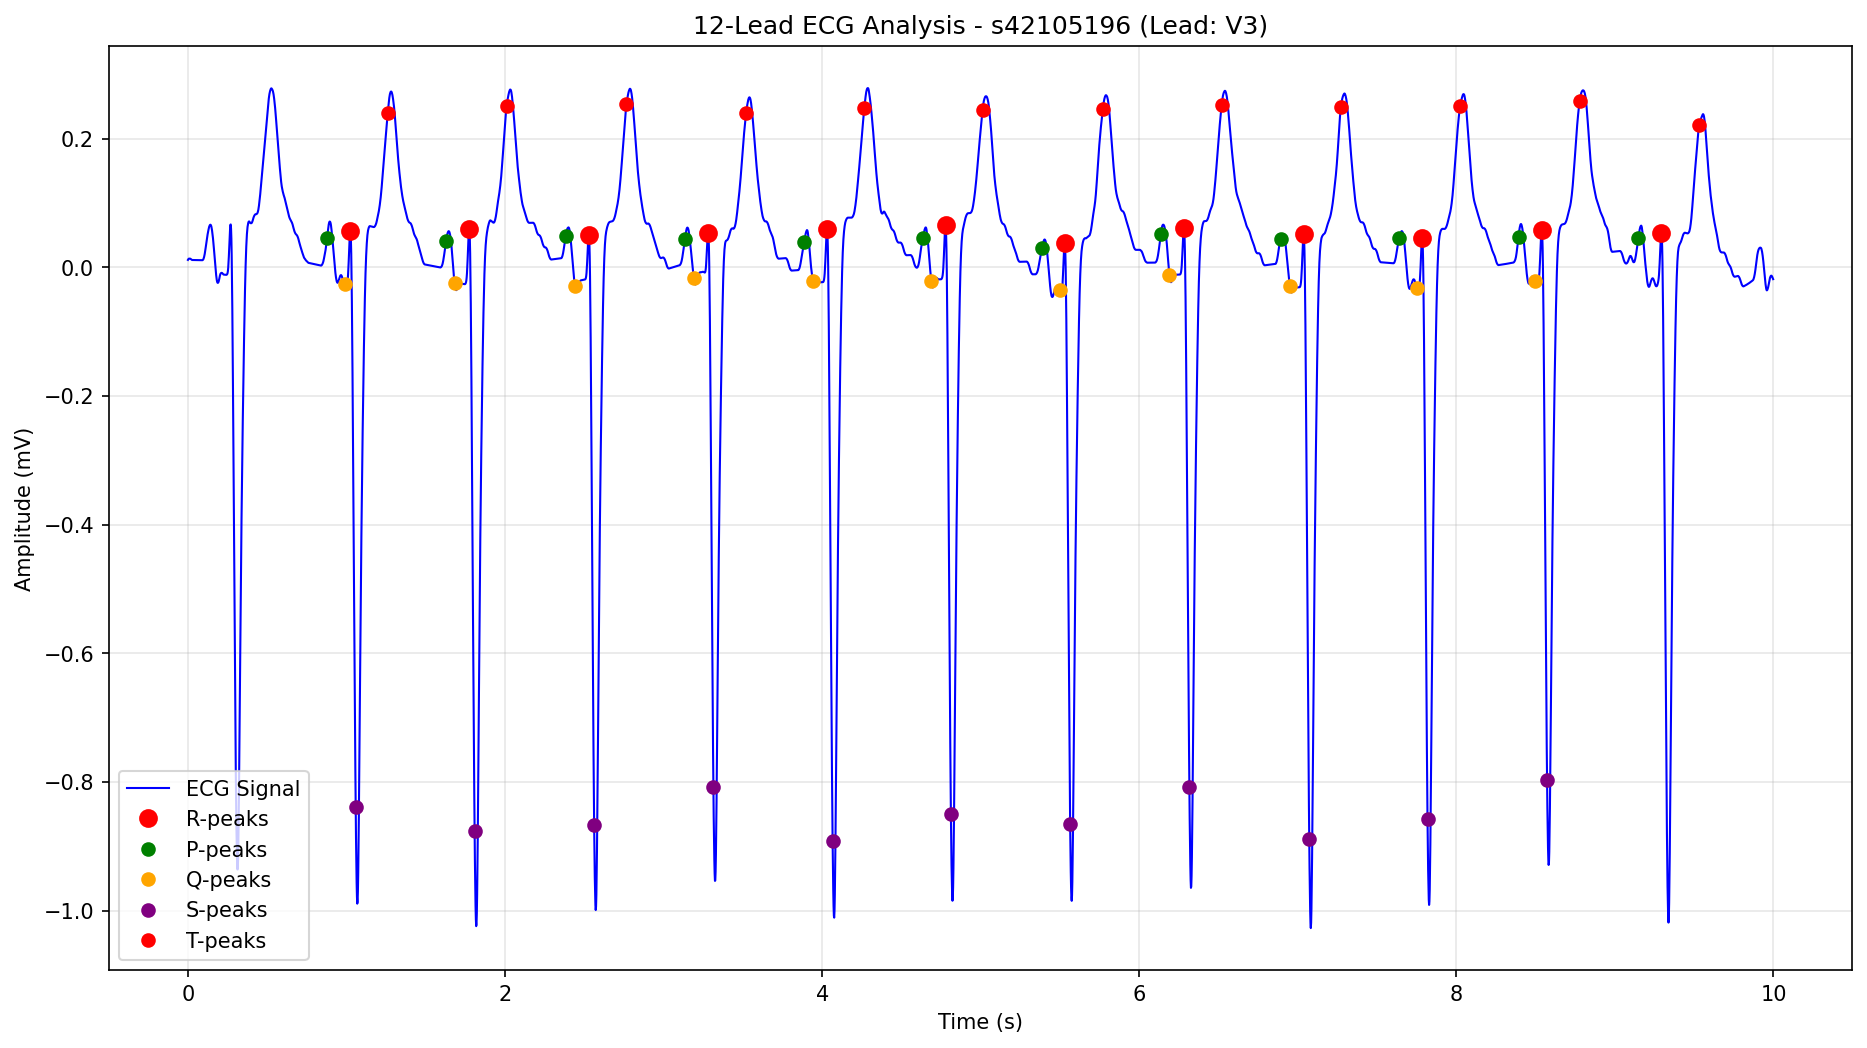 12-Lead ECG Analysis - s42105196 (Lead: V3)
Amplitude (mV)
0.2
0.0
−0.2
−0.4
−0.6
−0.8
−1.0
ECG Signal
R-peaks
P-peaks
Q-peaks
S-peaks
T-peaks
0 2 4 6 8 10
Time (s)